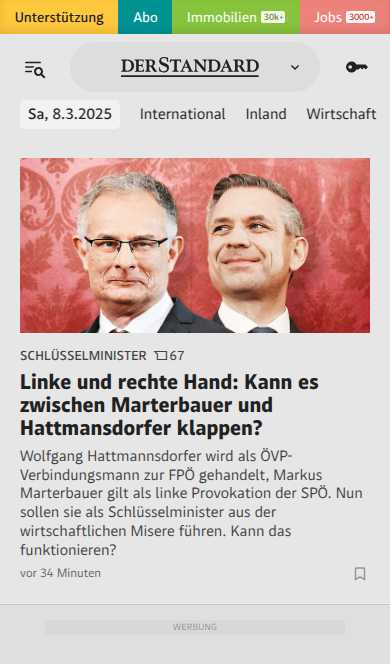 Unterstützung Abo Immobilien 30k+ Jobs 3000+
DERSTANDARD
Sa, 8.3.2025 International Inland Wirtschaft
SCHLÜSSELMINISTER 67
Linke und rechte Hand: Kann es
zwischen Marterbauer und
Hattmansdorfer klappen?
Wolfgang Hattmannsdorfer wird als ÖVP-
Verbindungsmann zur FPÖ gehandelt, Markus
Marterbauer gilt als linke Provokation der SPÖ. Nun
sollen sie als Schlüsselminister aus der
wirtschaftlichen Misere führen. Kann das
funktionieren?
vor 34 Minuten
WERBUNG